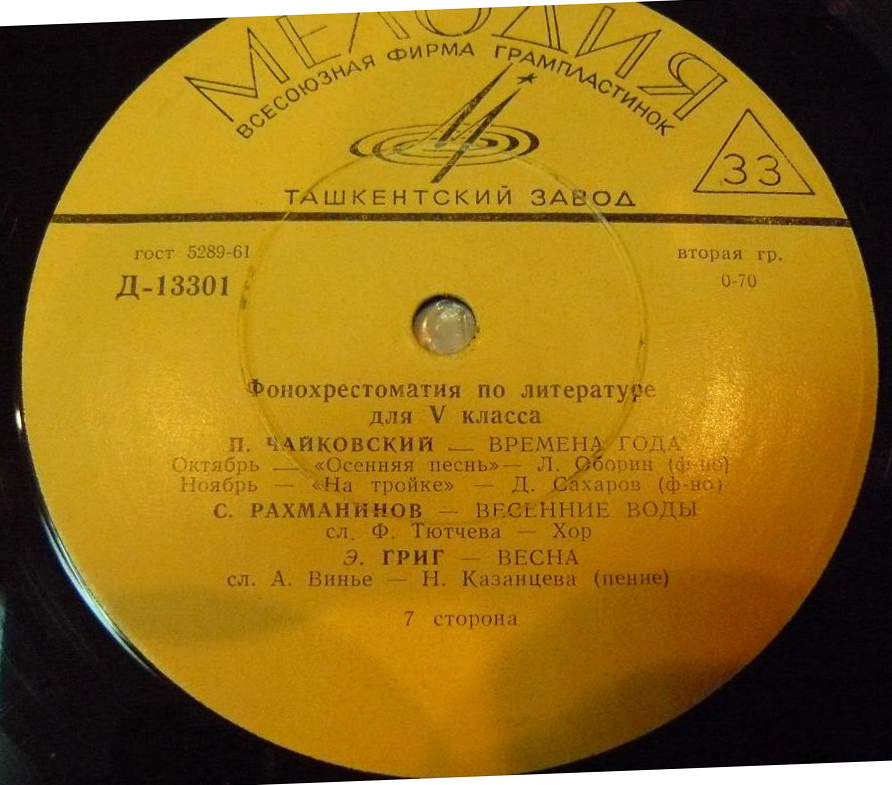 МЕЛОДИЯ
ВСЕСОЮЗНАЯ ФИРМА ГРАМПЛАСТИНОК
33
ТАШКЕНТСКИЙ ЗАВОД
гост 5289-61
вторая гр.
Д-13301
0-70
Фонохрестоматия по литературе
для V класса
П. ЧАЙКОВСКИЙ — ВРЕМЕНА ГОДА
Октябрь — «Осенняя песнь» — Л. Оборин (ф-но)
Ноябрь — «На тройке» — Д. Сахаров (ф-но)
С. РАХМАНИНОВ — ВЕСЕННИЕ ВОДЫ
сл. Ф. Тютчева — Хор
Э. ГРИГ — ВЕСНА
сл. А. Винье — Н. Казанцева (пение)
7 сторона